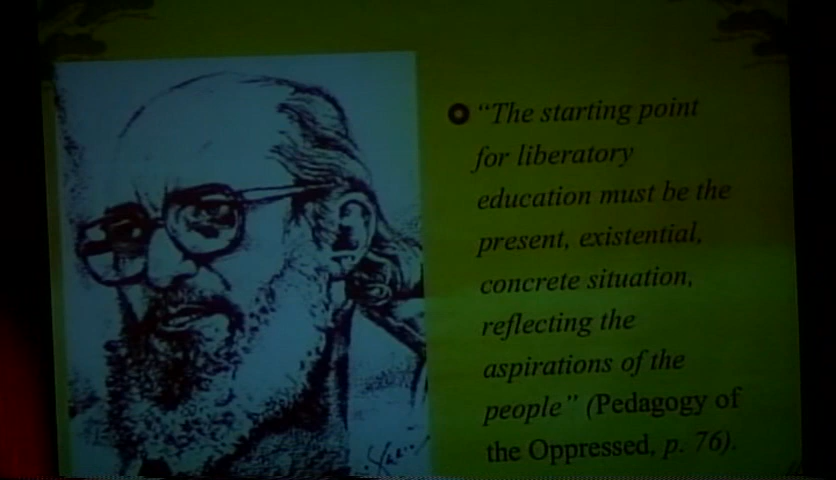 “The starting point
for liberatory
education must be the
present, existential,
concrete situation,
reflecting the
aspirations of the
people” (Pedagogy of
the Oppressed, p. 76).